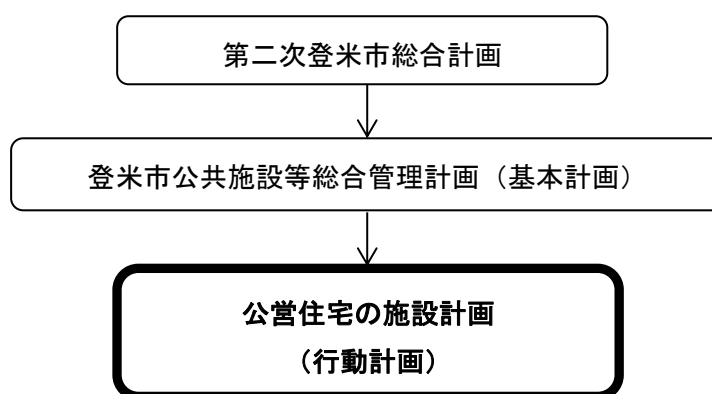 第二次登米市総合計画
登米市公共施設等総合管理計画（基本計画）
公営住宅の施設計画
（行動計画）